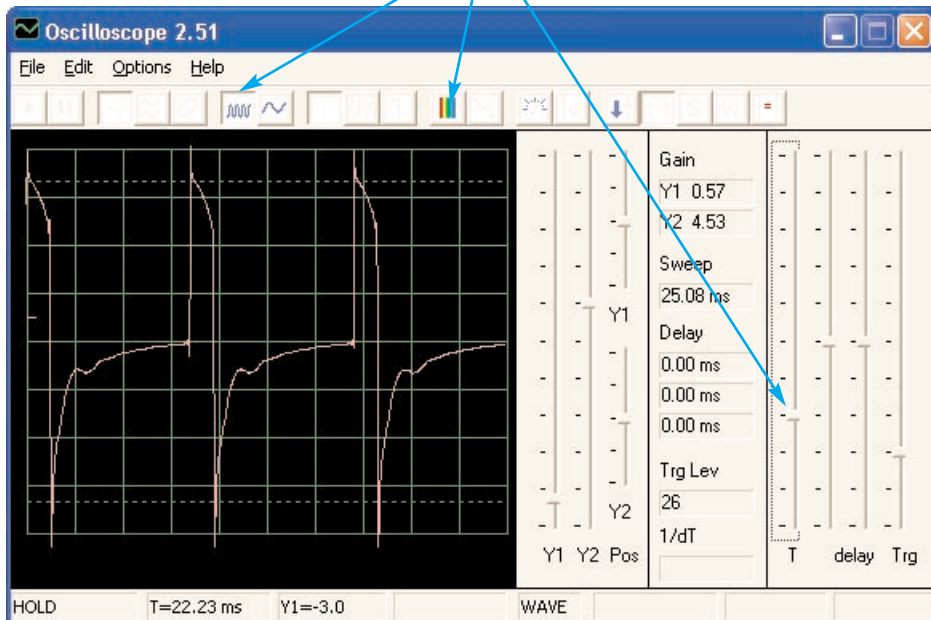 Oscilloscope 2.51
File Edit Options Help
Gain
Y1 0.57
Y2 4.53
Sweep
25.08 ms
Y1
Delay
0.00 ms
0.00 ms
0.00 ms
Trg Lev
26
Y2
1/dT
Y1 Y2 Pos
T delay Trg
HOLD T=22.23 ms Y1=-3.0 WAVE